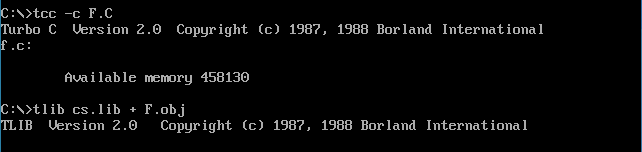 C:\>tcc -c F.C
Turbo C  Version 2.0  Copyright (c) 1987, 1988 Borland International
f.c:
        Available memory 458130
C:\>tlib cs.lib + F.obj
TLIB  Version 2.0   Copyright (c) 1987, 1988 Borland International